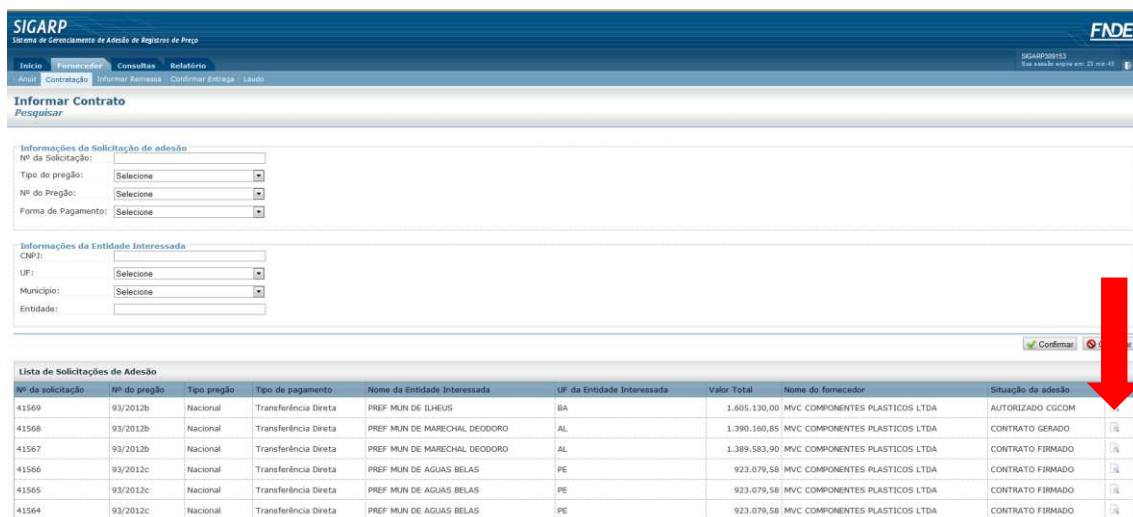 SIGARP
Sistema de Gerenciamento de Adesão de Registros de Preço
FNDE
Início Fornecedor Consultas Relatório
SIGARP309153
Sua sessão expira em: 23 min 45
Anuir Contratação Informar Remessa Confirmar Entrega Laudo
Informar Contrato
Pesquisar
Informações da Solicitação de adesão
Nº da Solicitação:
Tipo do pregão: Selecione
Nº do Pregão: Selecione
Forma de Pagamento: Selecione
Informações da Entidade Interessada
CNPJ:
UF: Selecione
Município: Selecione
Entidade:
Confirmar
Lista de Solicitações de Adesão
Nº da solicitação Nº do pregão Tipo pregão Tipo de pagamento Nome da Entidade Interessada UF da Entidade Interessada Valor Total Nome do fornecedor Situação da adesão
41569 93/2012b Nacional Transferência Direta PREF MUN DE ILHEUS BA 1.605.130,00 MVC COMPONENTES PLASTICOS LTDA AUTORIZADO CGCOM
41568 93/2012b Nacional Transferência Direta PREF MUN DE MARECHAL DEODORO AL 1.390.160,85 MVC COMPONENTES PLASTICOS LTDA CONTRATO GERADO
41567 93/2012b Nacional Transferência Direta PREF MUN DE MARECHAL DEODORO AL 1.389.583,90 MVC COMPONENTES PLASTICOS LTDA CONTRATO FIRMADO
41566 93/2012c Nacional Transferência Direta PREF MUN DE AGUAS BELAS PE 923.079,58 MVC COMPONENTES PLASTICOS LTDA CONTRATO FIRMADO
41565 93/2012c Nacional Transferência Direta PREF MUN DE AGUAS BELAS PE 923.079,58 MVC COMPONENTES PLASTICOS LTDA CONTRATO FIRMADO
41564 93/2012c Nacional Transferência Direta PREF MUN DE AGUAS BELAS PE 923.079,58 MVC COMPONENTES PLASTICOS LTDA CONTRATO FIRMADO